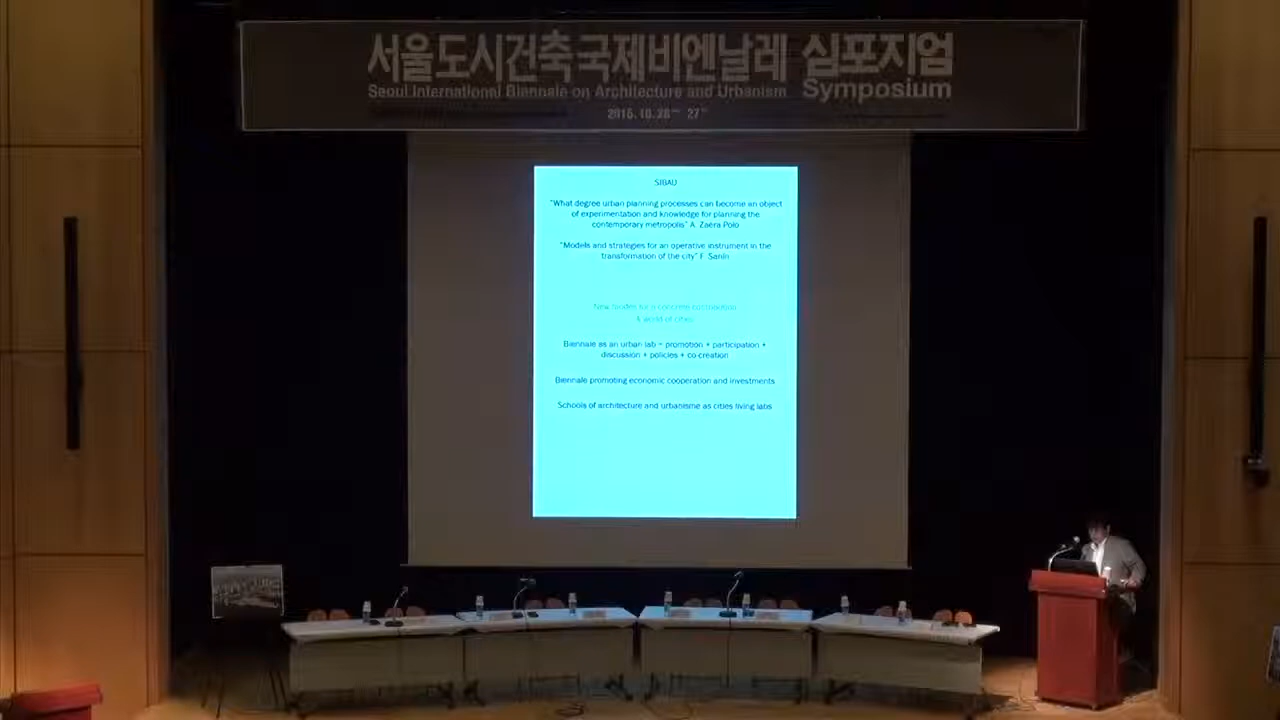 서울도시건축국제비엔날레 심포지엄
Seoul International Biennale on Architecture and Urbanism Symposium
SIBAU
"What degree urban planning processes can become an object
of experimentation and knowledge for planning the
contemporary metropolis" A. Zaera Polo
"Models and strategies for an operative instrument in the
transformation of the city" F. Sanin
A world of cities
Biennale as an urban lab = promotion + participation +
discussion + policies + co creation
Biennale promoting economic cooperation and investments
Schools of architecture and urbanisme as cities living labs